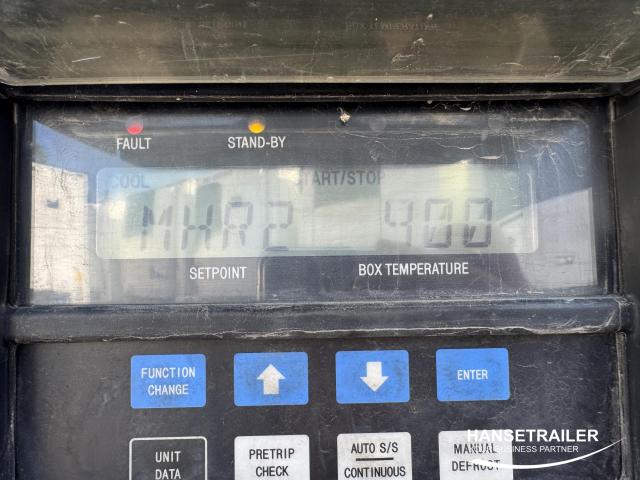 FAULT
STAND-BY
COOL START/STOP
MHR2 400
SETPOINT
BOX TEMPERATURE
FUNCTION
CHANGE
ENTER
UNIT
DATA
PRETRIP
CHECK
AUTO S/S
CONTINUOUS
MANUAL
DEFROST
HANSETRAILER
BUSINESS PARTNER